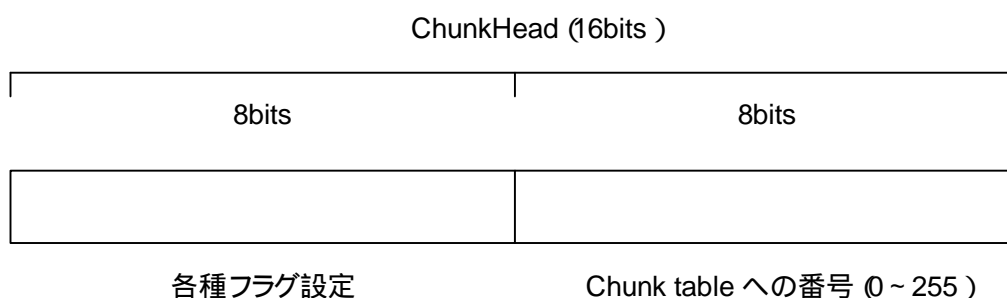 ChunkHead (16bits )
8bits 8bits
各種フラグ設定 Chunk table への番号 (0 ~ 255 )